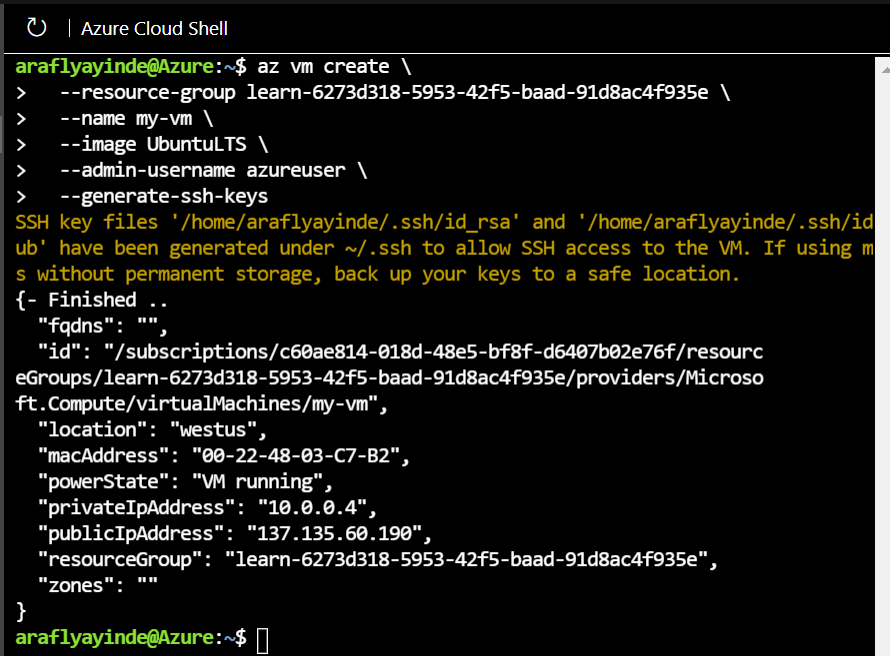 Azure Cloud Shell
araflyayinde@Azure:~$ az vm create \
>   --resource-group learn-6273d318-5953-42f5-baad-91d8ac4f935e \
>   --name my-vm \
>   --image UbuntuLTS \
>   --admin-username azureuser \
>   --generate-ssh-keys
SSH key files '/home/araflyayinde/.ssh/id_rsa' and '/home/araflyayinde/.ssh/id
ub' have been generated under ~/.ssh to allow SSH access to the VM. If using m
s without permanent storage, back up your keys to a safe location.
{- Finished ..
  "fqdns": "",
  "id": "/subscriptions/c60ae814-018d-48e5-bf8f-d6407b02e76f/resourc
eGroups/learn-6273d318-5953-42f5-baad-91d8ac4f935e/providers/Microso
ft.Compute/virtualMachines/my-vm",
  "location": "westus",
  "macAddress": "00-22-48-03-C7-B2",
  "powerState": "VM running",
  "privateIpAddress": "10.0.0.4",
  "publicIpAddress": "137.135.60.190",
  "resourceGroup": "learn-6273d318-5953-42f5-baad-91d8ac4f935e",
  "zones": ""
}
araflyayinde@Azure:~$